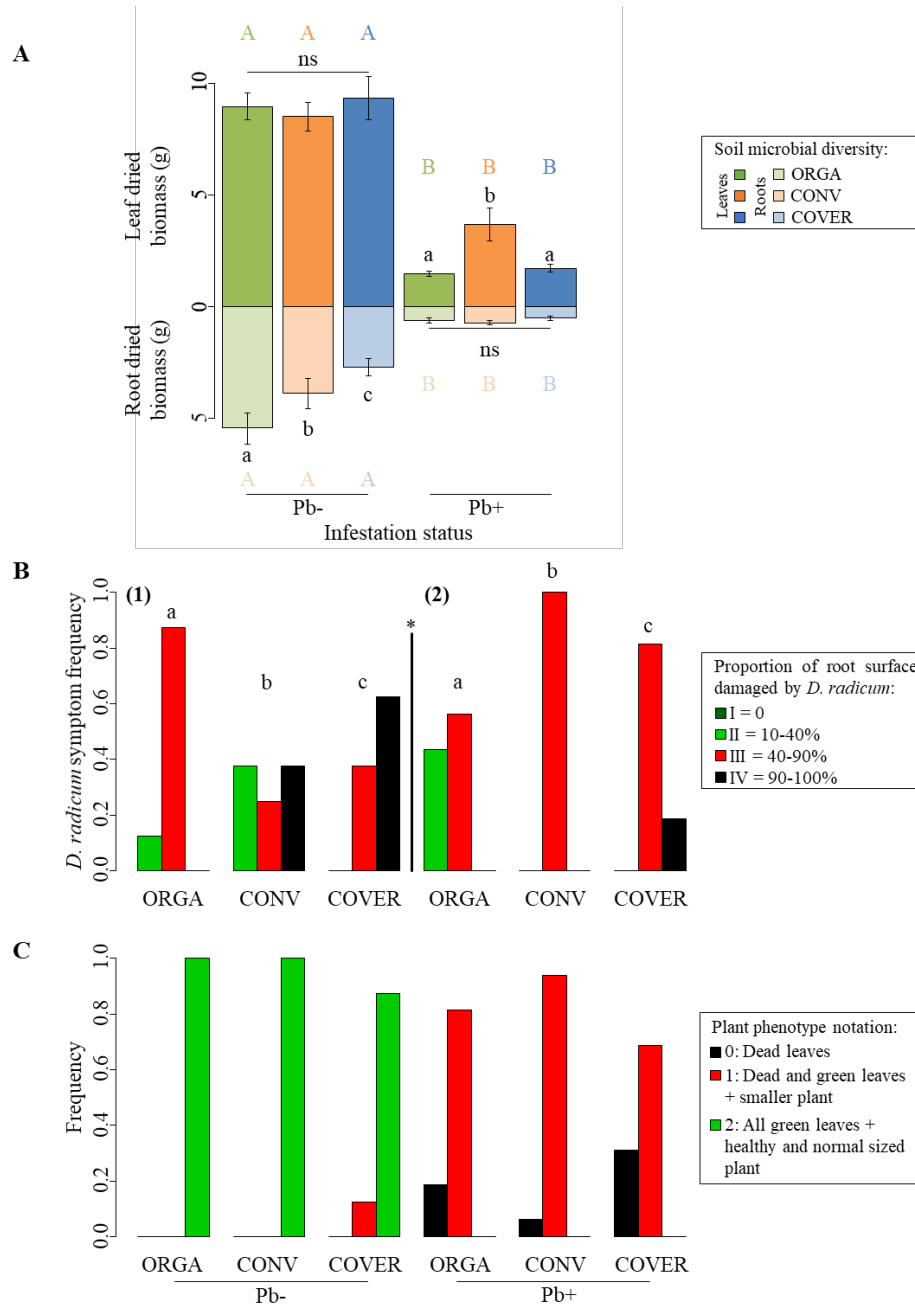 A
A A A
ns
10
5
0
5
Leaf dried
biomass (g)
Root dried
biomass (g)
B B B
a b a
ns
B B B
a b c
A A A
Pb- Pb+
Infestation status
Soil microbial diversity:
Leaves
Roots
ORGA
CONV
COVER
B
(1) (2)
D. radicum symptom frequency
1.0
0.8
0.6
0.4
0.2
0.0
a b c * a b c
ORGA CONV COVER ORGA CONV COVER
Proportion of root surface
damaged by D. radicum:
I = 0
II = 10-40%
III = 40-90%
IV = 90-100%
C
Frequency
1.0
0.8
0.6
0.4
0.2
0.0
ORGA CONV COVER ORGA CONV COVER
Pb- Pb+
Plant phenotype notation:
0: Dead leaves
1: Dead and green leaves
+ smaller plant
2: All green leaves +
healthy and normal sized
plant